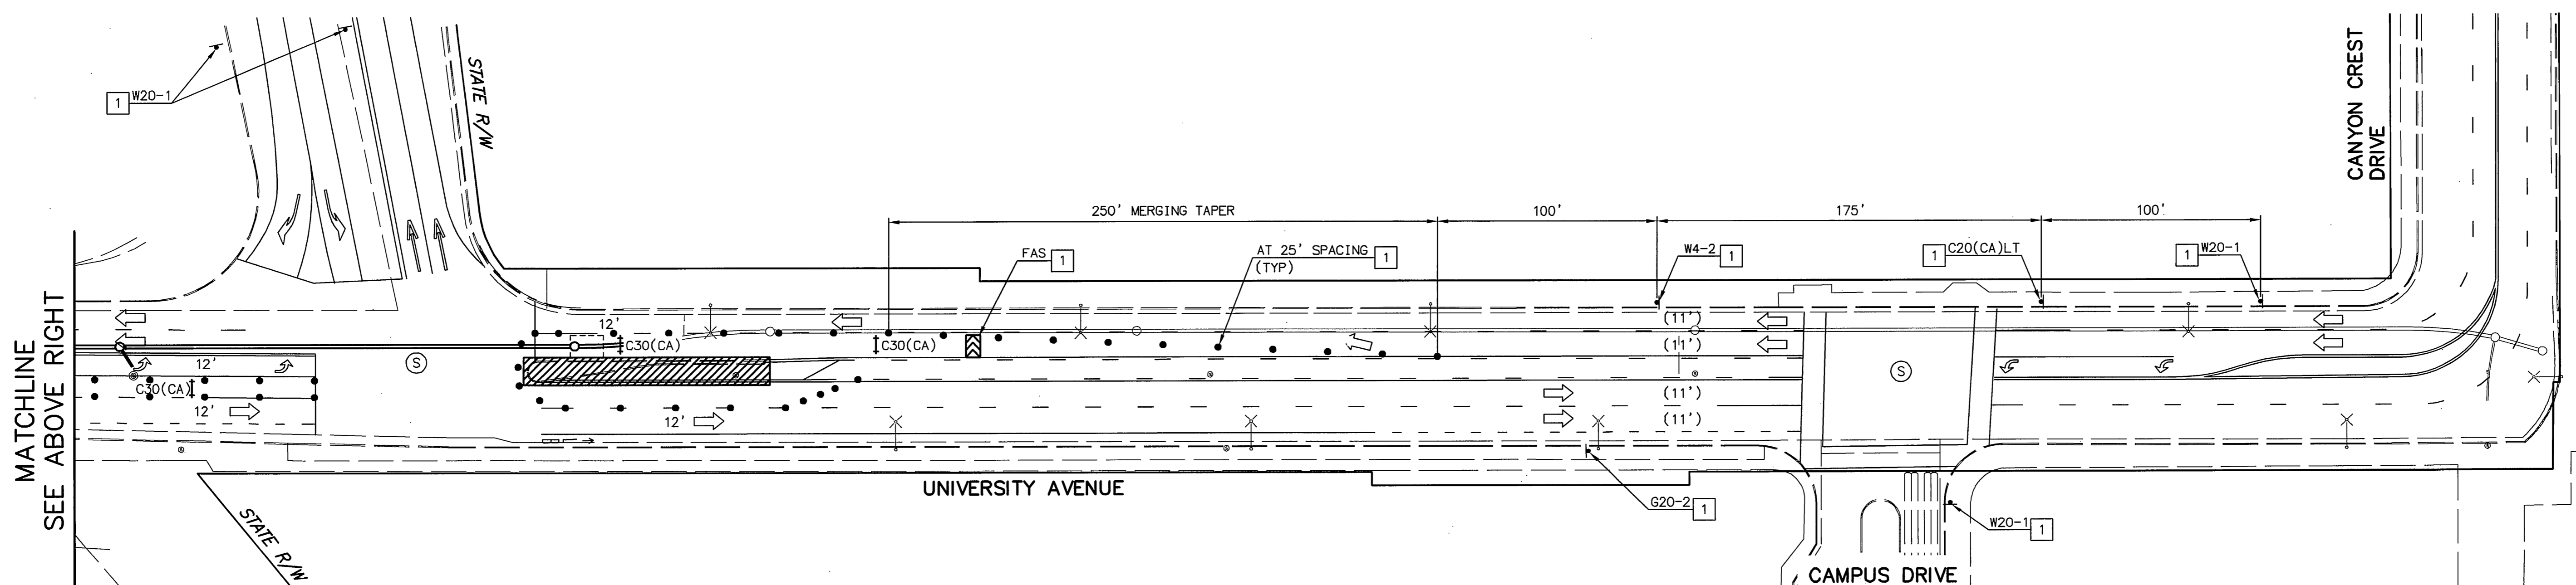 1 W20-1
STATE R/W
CANYON CREST
DRIVE
250' MERGING TAPER
100'
175'
100'
FAS 1
AT 25' SPACING 1
(TYP)
W4-2 1
1 C20(CA)LT
1 W20-1
MATCHLINE
SEE ABOVE RIGHT
12'
C30(CA)
C30(CA)
(11')
(11')
12'
S
S
C30(CA)
12'
12'
(11')
(11')
UNIVERSITY AVENUE
G20-2 1
W20-1 1
STATE R/W
CAMPUS DRIVE